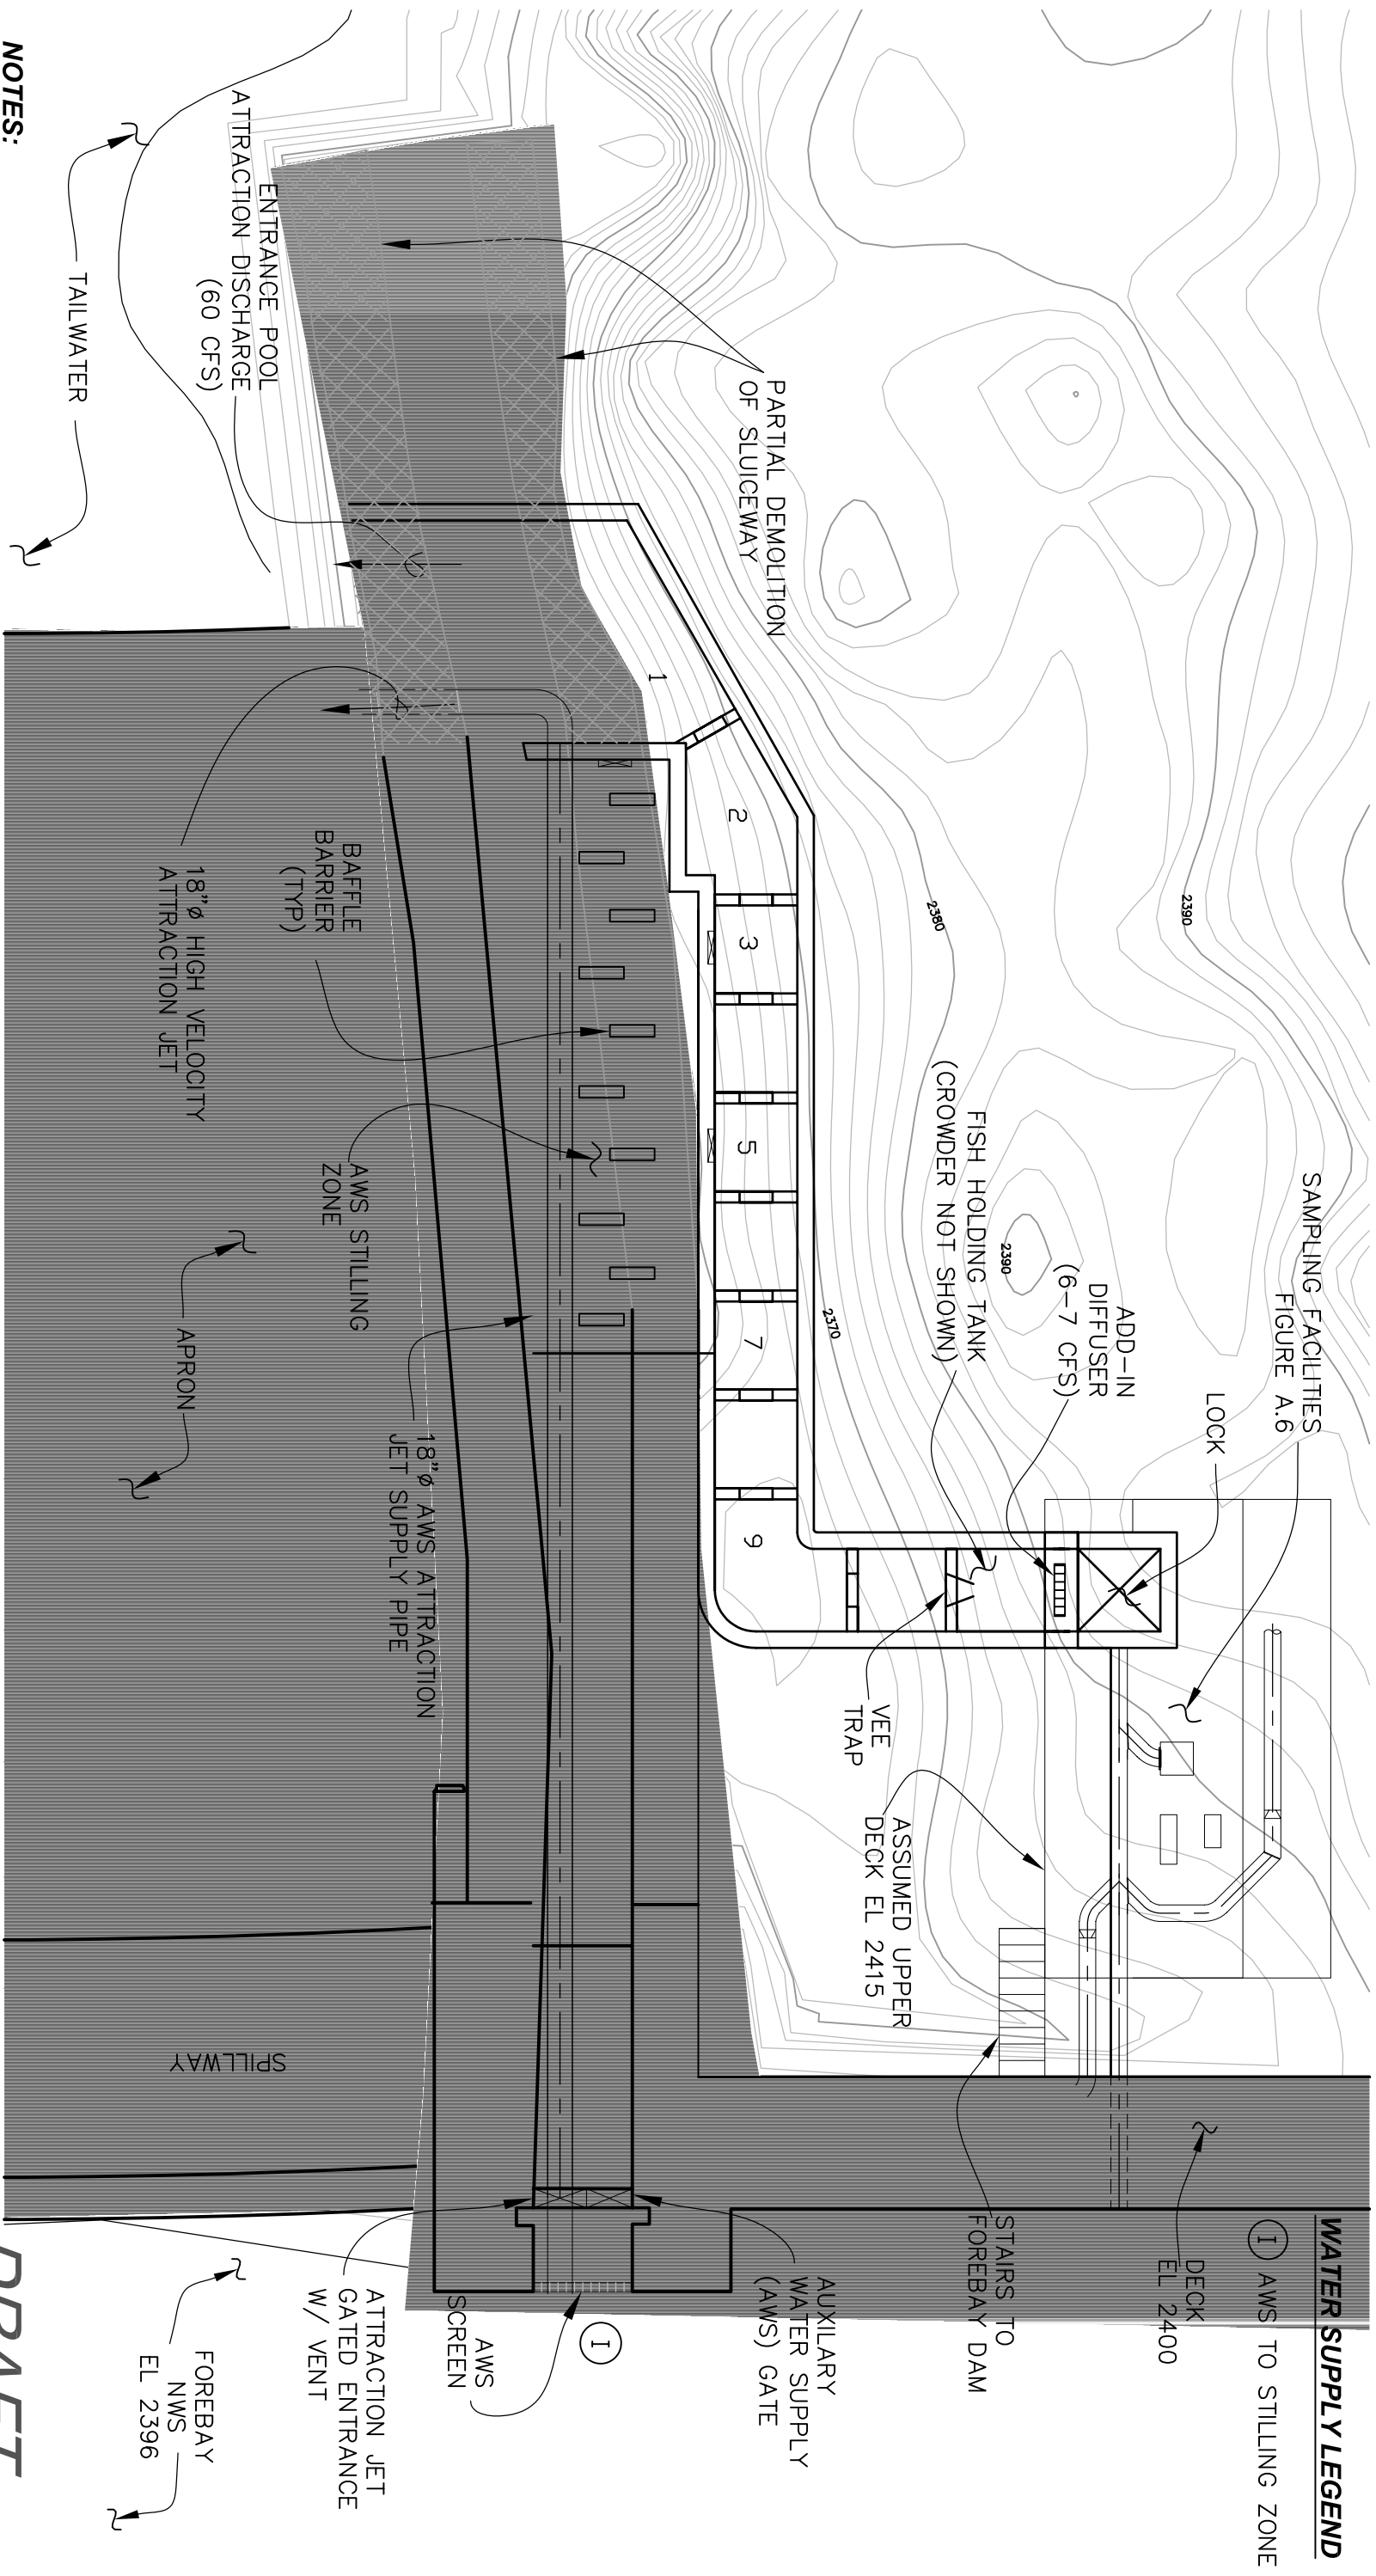 WATER SUPPLY LEGEND
I AWS TO STILLING ZONE
DECK
EL 2400
SAMPLING FACILITIES
FIGURE A.6
LOCK
ADD-IN
DIFFUSER
(6-7 CFS)
FISH HOLDING TANK
(CROWDER NOT SHOWN)
2390
2380
2390
2370
STAIRS TO
FOREBAY DAM
ASSUMED UPPER
DECK EL 2415
VEE
TRAP
PARTIAL DEMOLITION
OF SLUICEWAY
1
2
3
5
7
9
AUXILARY
WATER SUPPLY
(AWS) GATE
I
AWS
SCREEN
ATTRACTION JET
GATED ENTRANCE
W/ VENT
18"ø AWS ATTRACTION
JET SUPPLY PIPE
AWS STILLING
ZONE
BAFFLE
BARRIER
(TYP)
18"ø HIGH VELOCITY
ATTRACTION JET
ENTRANCE POOL
ATTRACTION DISCHARGE
(60 CFS)
TAILWATER
APRON
SPILLWAY
FOREBAY
NWS
EL 2396
NOTES:
DRAFT